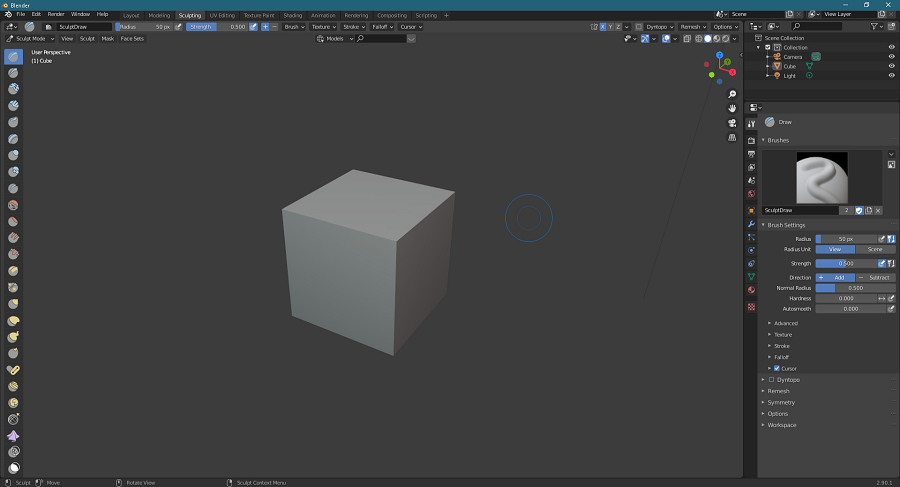 Blender
File Edit Render Window Help Layout Modeling Sculpting UV Editing Texture Paint Shading Animation Rendering Compositing Scripting + Scene View Layer
SculptDraw Radius 50 px Strength 0.500 Brush Texture Stroke Falloff Cursor X Y Z Dyntopo Remesh Options
Sculpt Mode View Sculpt Mask Face Sets Models
User Perspective
(1) Cube
Scene Collection
Collection
Camera
Cube
Light
Draw
Brushes
SculptDraw 2
Brush Settings
Radius 50 px
Radius Unit View Scene
Strength 0.500
Direction + Add − Subtract
Normal Radius 0.500
Hardness 0.000
Autosmooth 0.000
Advanced
Texture
Stroke
Falloff
Cursor
Dyntopo
Remesh
Symmetry
Options
Workspace
Sculpt Move Rotate View Sculpt Context Menu 2.90.1